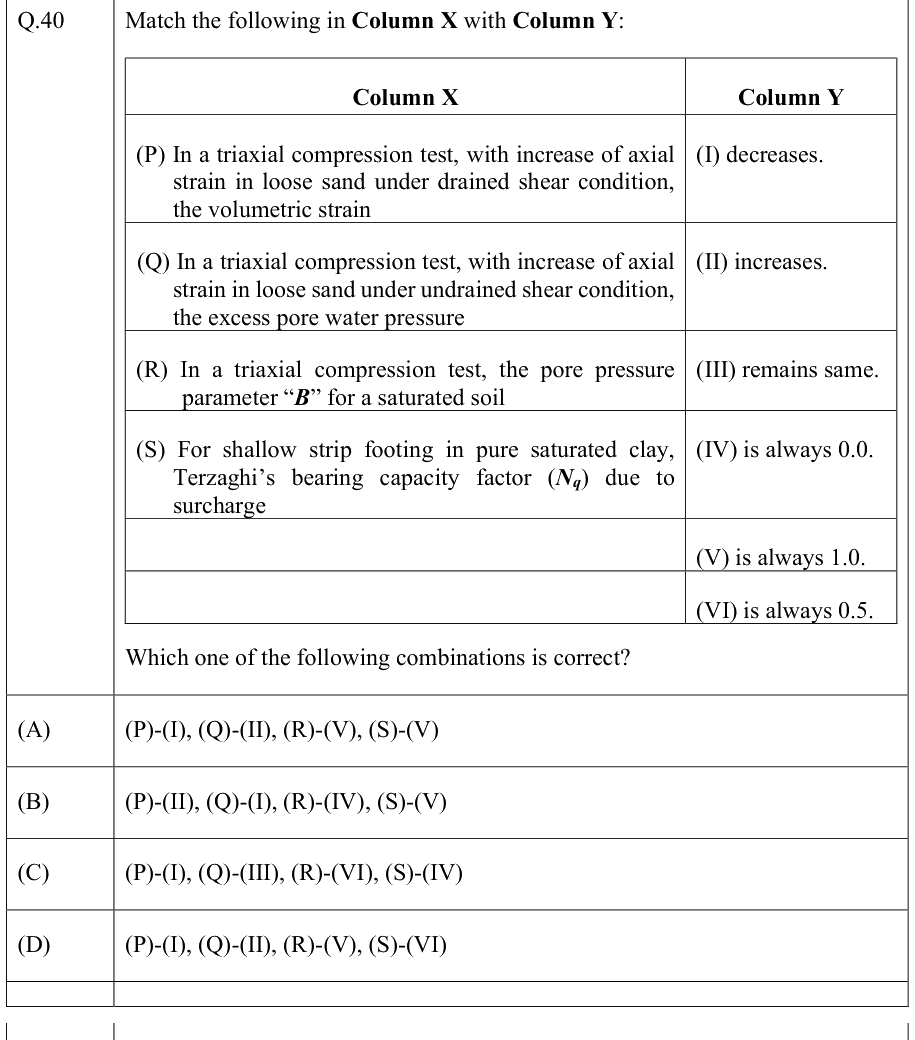 Q.40 Match the following in Column X with Column Y:
Column X Column Y
(P) In a triaxial compression test, with increase of axial (I) decreases.
strain in loose sand under drained shear condition,
the volumetric strain
(Q) In a triaxial compression test, with increase of axial (II) increases.
strain in loose sand under undrained shear condition,
the excess pore water pressure
(R) In a triaxial compression test, the pore pressure (III) remains same.
parameter “B” for a saturated soil
(S) For shallow strip footing in pure saturated clay, (IV) is always 0.0.
Terzaghi’s bearing capacity factor (Nq) due to
surcharge
(V) is always 1.0.
(VI) is always 0.5.
Which one of the following combinations is correct?
(A) (P)-(I), (Q)-(II), (R)-(V), (S)-(V)
(B) (P)-(II), (Q)-(I), (R)-(IV), (S)-(V)
(C) (P)-(I), (Q)-(III), (R)-(VI), (S)-(IV)
(D) (P)-(I), (Q)-(II), (R)-(V), (S)-(VI)